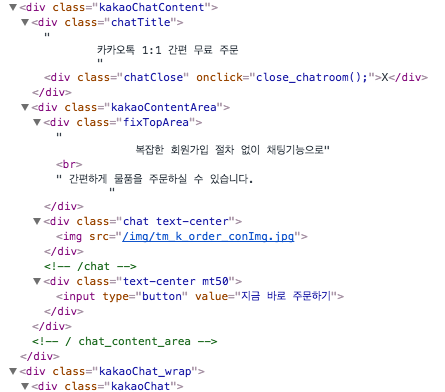 ▼<div class="kakaoChatContent">
▼<div class="chatTitle">
"
카카오톡 1:1 간편 무료 주문
"
<div class="chatClose" onclick="close_chatroom();">X</div>
</div>
▼<div class="kakaoContentArea">
▼<div class="fixTopArea">
"
복잡한 회원가입 절차 없이 채팅기능으로"
<br>
" 간편하게 물품을 주문하실 수 있습니다.
"
</div>
▼<div class="chat text-center">
<img src="/img/tm_k_order_conImg.jpg">
</div>
<!-- /chat -->
▼<div class="text-center mt50">
<input type="button" value="지금 바로 주문하기">
</div>
</div>
<!-- / chat_content_area -->
</div>
▼<div class="kakaoChat_wrap">
▼<div class="kakaoChat">